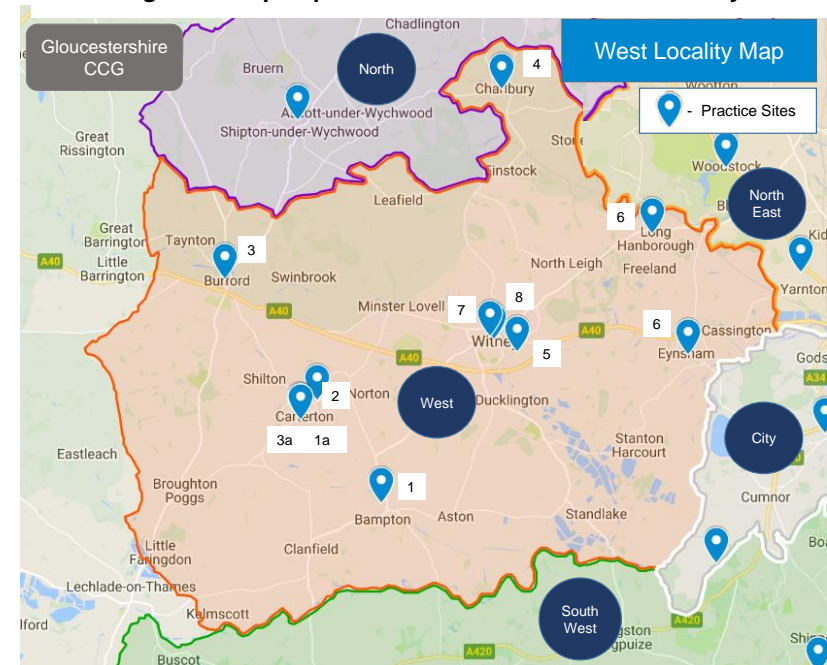 Chadlington
Gloucestershire
CCG
North
West Locality Map
Bruern
4
Charlbury
Wootton
- Practice Sites
Ascott-under-Wychwood
Shipton-under-Wychwood
Great
Rissington
Woodstock
Finstock
Leafield
North
East
6
Long
Hanborough
Great
Barrington
Taynton
3
North Leigh
Freeland
A40
Little
Barrington
Burford
Swinbrook
Yarnton
Minster Lovell
7
8
A40
Witney
5
A40
6
Cassington
Eynsham
A40
A34
Shilton
2
Norton
West
Ducklington
Carterton
3a
1a
Stanton
Harcourt
City
Eastleach
Broughton
Poggs
1
Cumnor
Bampton
Aston
Standlake
Little
Faringdon
Clanfield
Lechlade-on-Thames
Kelmscott
South
West
A420
A420
Buscot